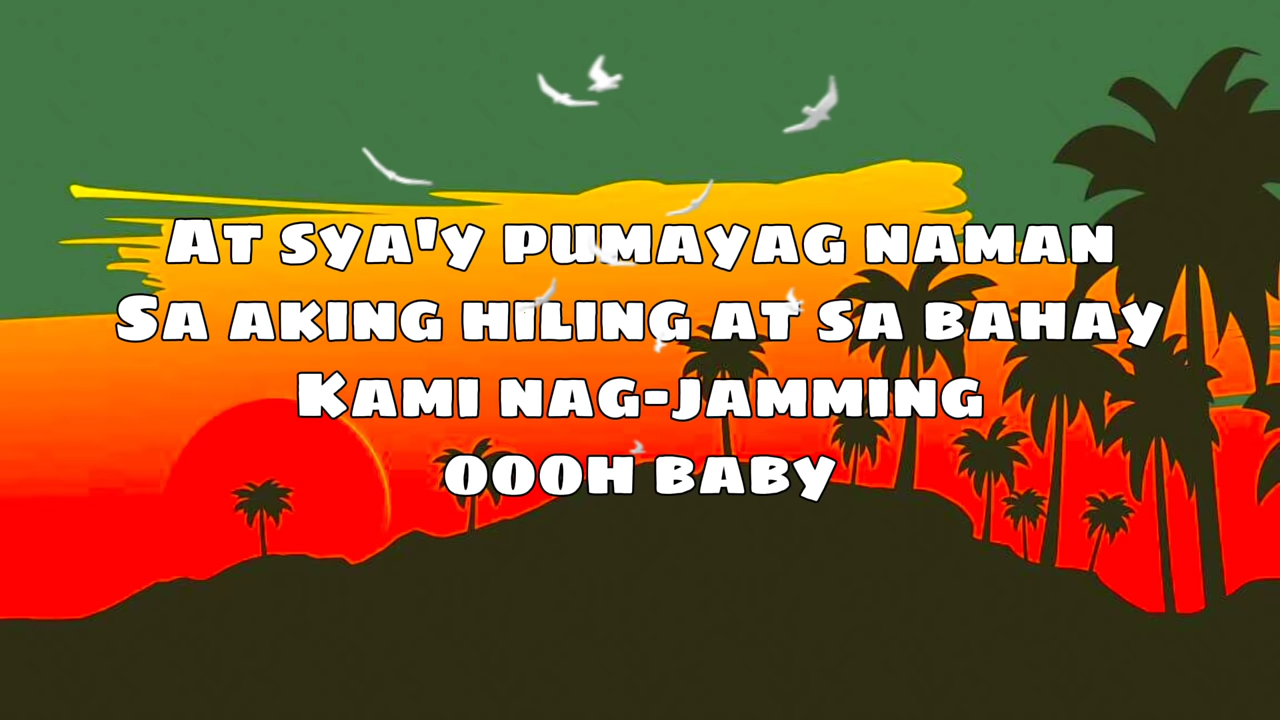 At sya'y pumayag naman
Sa aking hiling at sa bahay
Kami nag-jamming
oooh baby